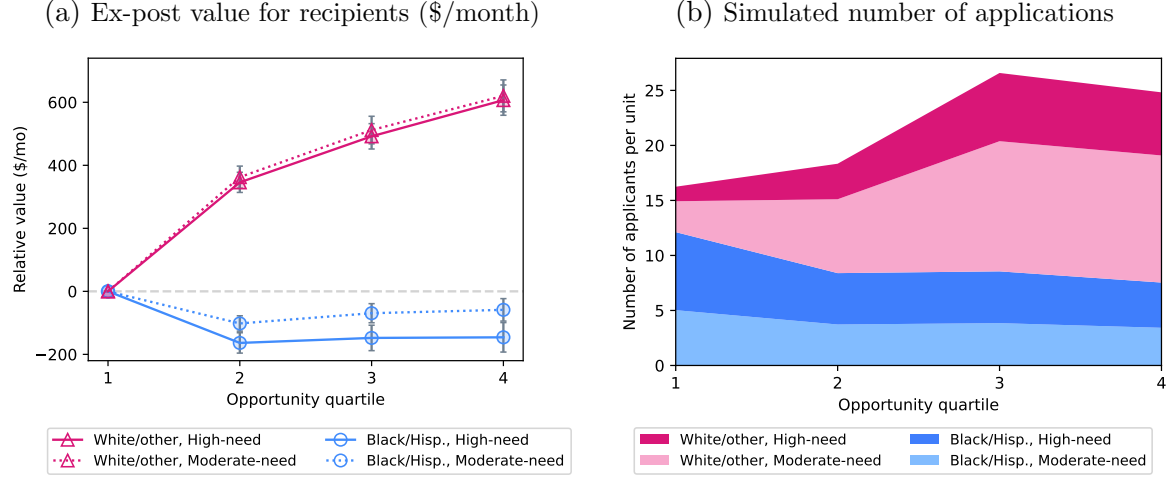 (a) Ex-post value for recipients ($/month)
600
400
200
0
−200
Relative value ($/mo)
1 2 3 4
Opportunity quartile
White/other, High-need
White/other, Moderate-need
Black/Hisp., High-need
Black/Hisp., Moderate-need
(b) Simulated number of applications
25
20
15
10
5
0
Number of applicants per unit
1 2 3 4
Opportunity quartile
White/other, High-need
White/other, Moderate-need
Black/Hisp., High-need
Black/Hisp., Moderate-need